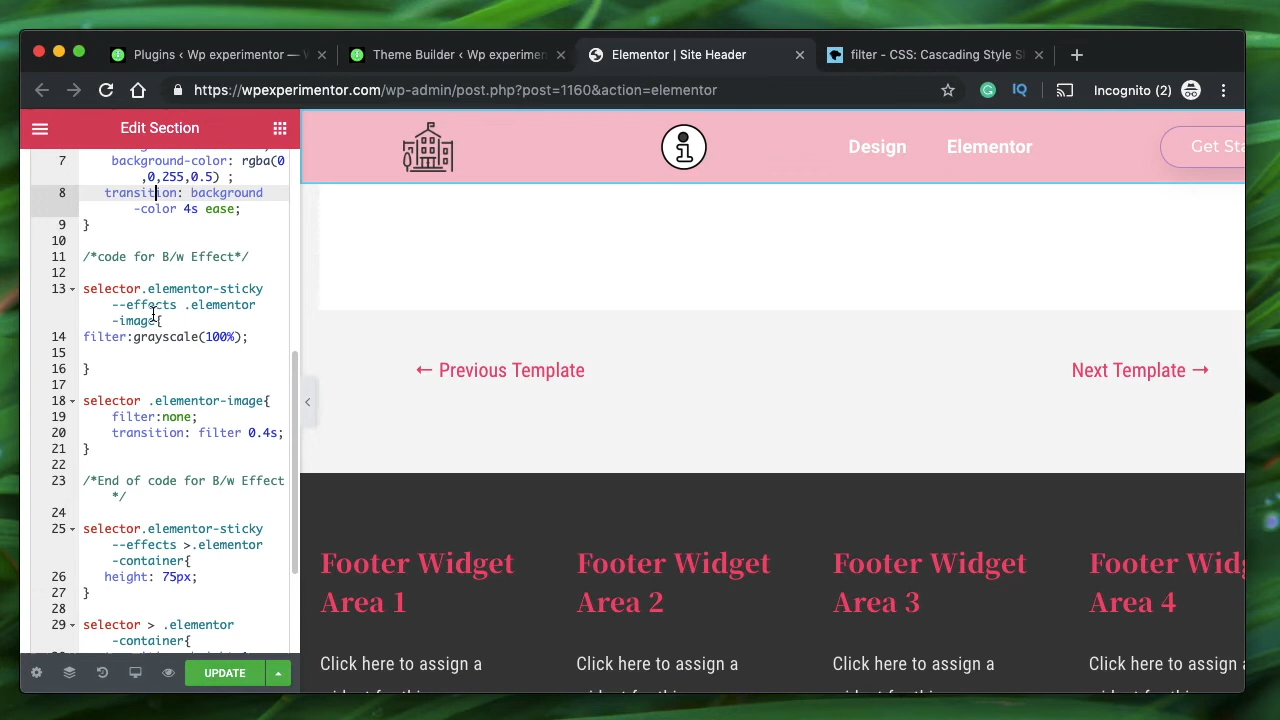 Plugins ‹ Wp experimentor —
Theme Builder ‹ Wp experimen
Elementor | Site Header
filter - CSS: Cascading Style S
https://wpexperimentor.com/wp-admin/post.php?post=1160&action=elementor
IQ
Incognito (2)
Edit Section
7 background-color: rgba(0
,0,255,0.5) ;
8 transition: background
-color 4s ease;
9 }
10
11 /*code for B/w Effect*/
12
13 selector.elementor-sticky
--effects .elementor
-image{
14 filter:grayscale(100%);
15
16 }
17
18 selector .elementor-image{
19 filter:none;
20 transition: filter 0.4s;
21 }
22
23 /*End of code for B/w Effect
*/
24
25 selector.elementor-sticky
--effects >.elementor
-container{
26 height: 75px;
27 }
28
29 selector > .elementor
-container{
UPDATE
Design Elementor Get Sta
← Previous Template
Next Template →
Footer Widget
Area 1
Footer Widget
Area 2
Footer Widget
Area 3
Footer Widg
Area 4
Click here to assign a
Click here to assign a
Click here to assign a
Click here to assign a